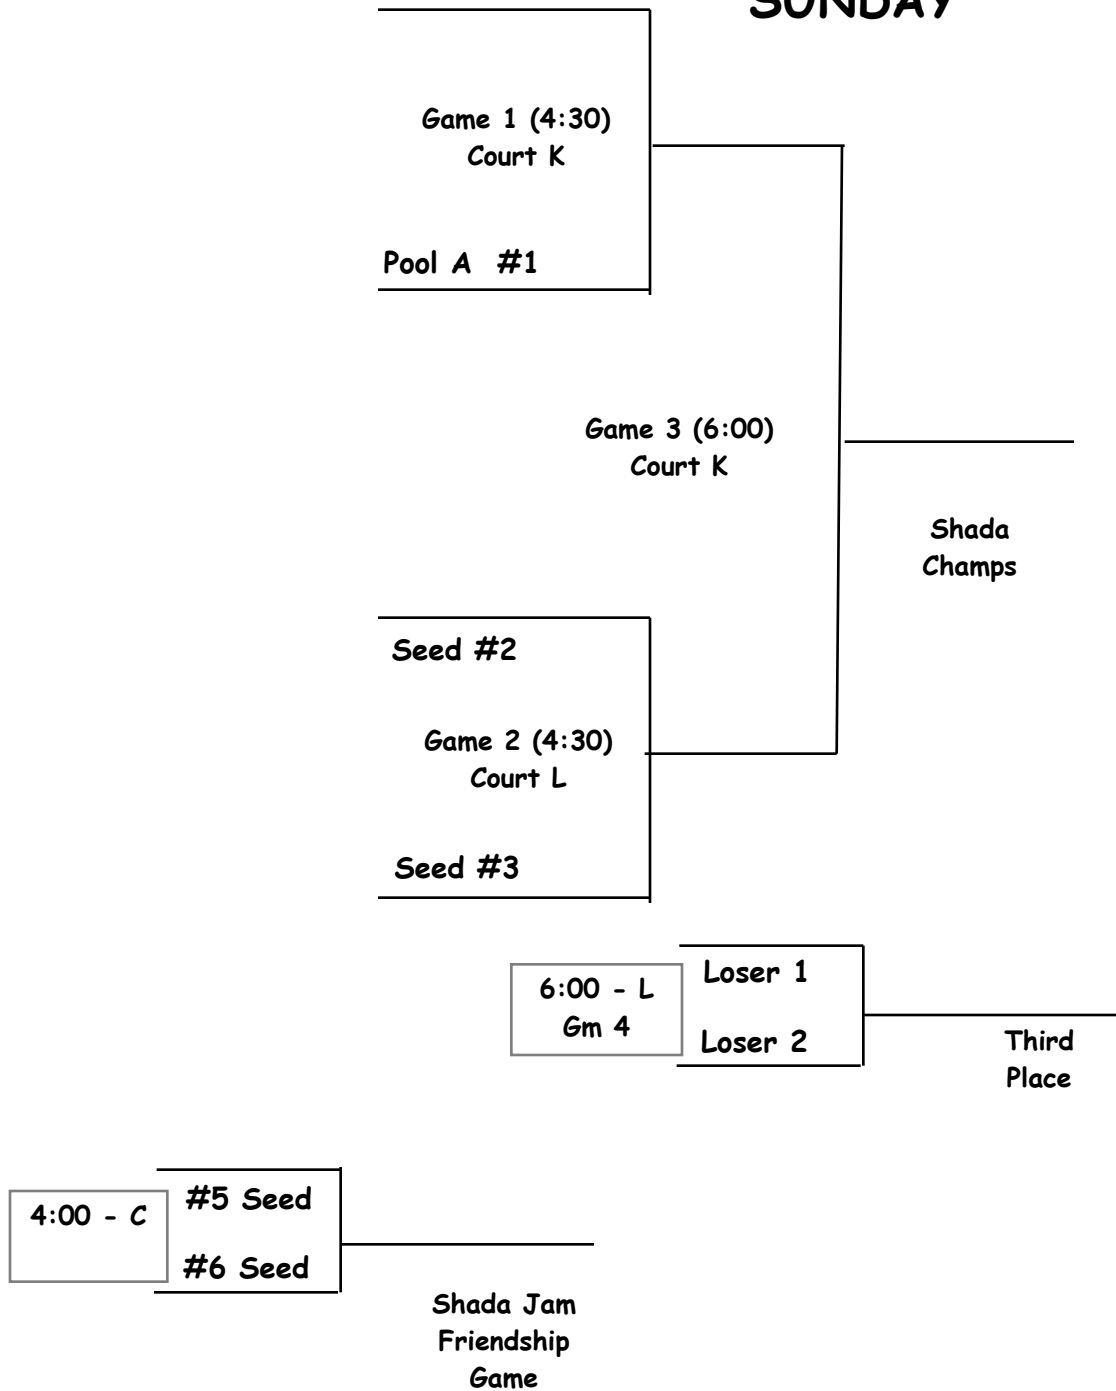 SUNDAY
Game 1 (4:30)
Court K
Pool A #1
Game 3 (6:00)
Court K
Shada
Champs
Seed #2
Game 2 (4:30)
Court L
Seed #3
6:00 - L
Gm 4
Loser 1
Loser 2
Third
Place
4:00 - C
#5 Seed
#6 Seed
Shada Jam
Friendship
Game